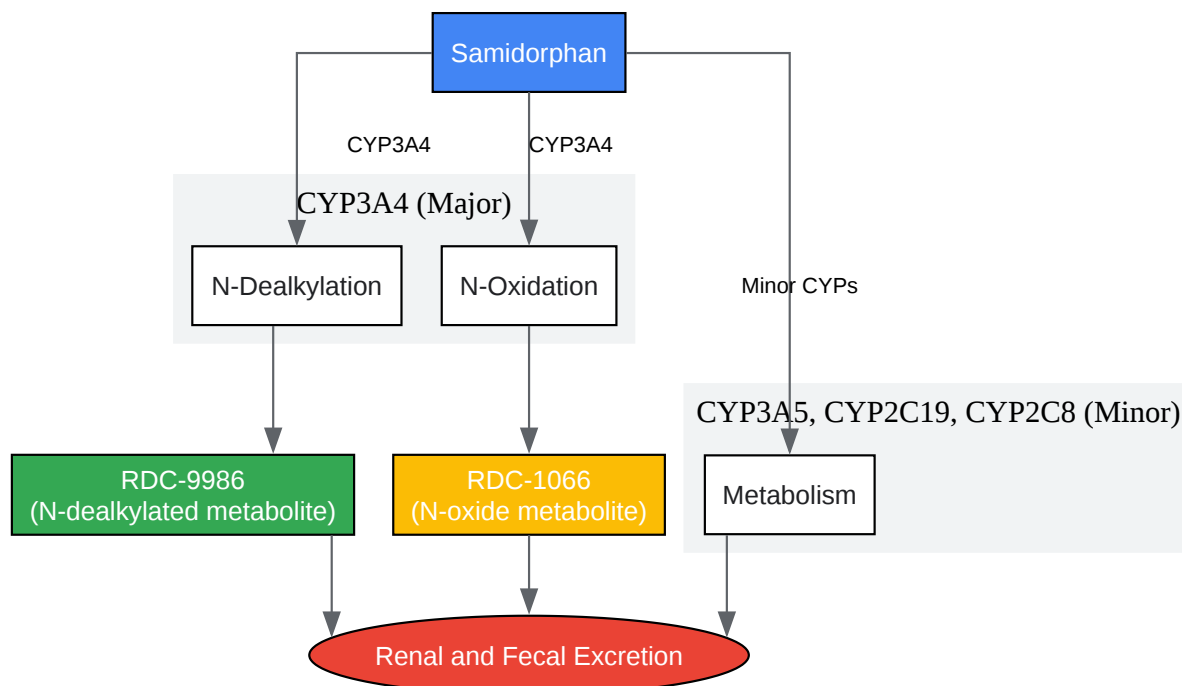 Samidorphan
CYP3A4
CYP3A4
CYP3A4 (Major)
N-Dealkylation
N-Oxidation
Minor CYPs
CYP3A5, CYP2C19, CYP2C8 (Minor)
RDC-9986
(N-dealkylated metabolite)
RDC-1066
(N-oxide metabolite)
Metabolism
Renal and Fecal Excretion